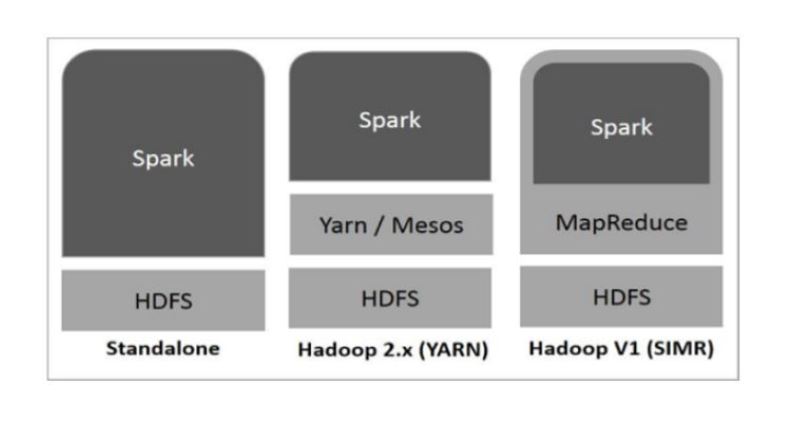 Spark
HDFS
Standalone
Spark
Yarn / Mesos
HDFS
Hadoop 2.x (YARN)
Spark
MapReduce
HDFS
Hadoop V1 (SIMR)